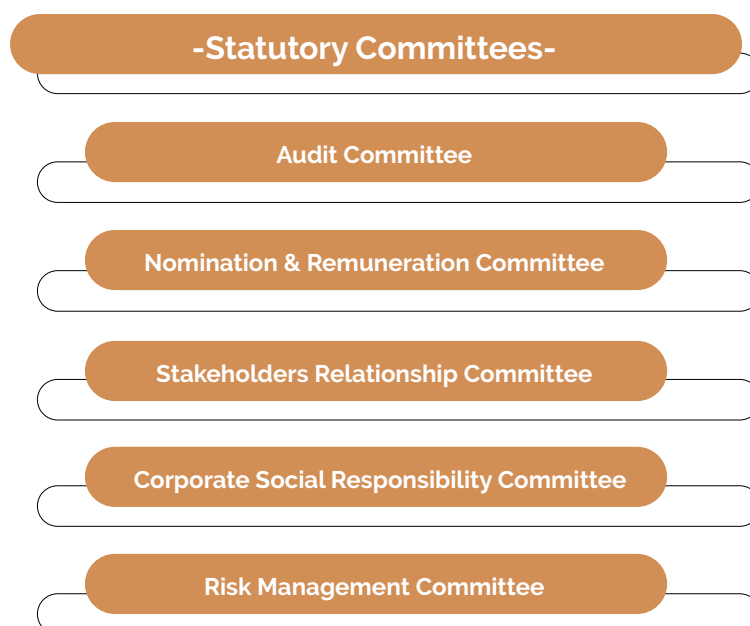 -Statutory Committees-
Audit Committee
Nomination & Remuneration Committee
Stakeholders Relationship Committee
Corporate Social Responsibility Committee
Risk Management Committee